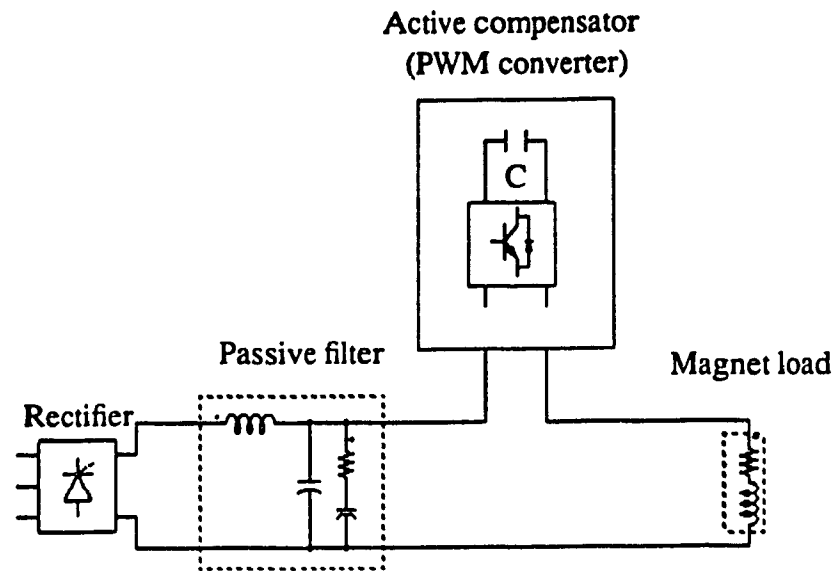 Active compensator
(PWM converter)
C
Passive filter
Magnet load
Rectifier